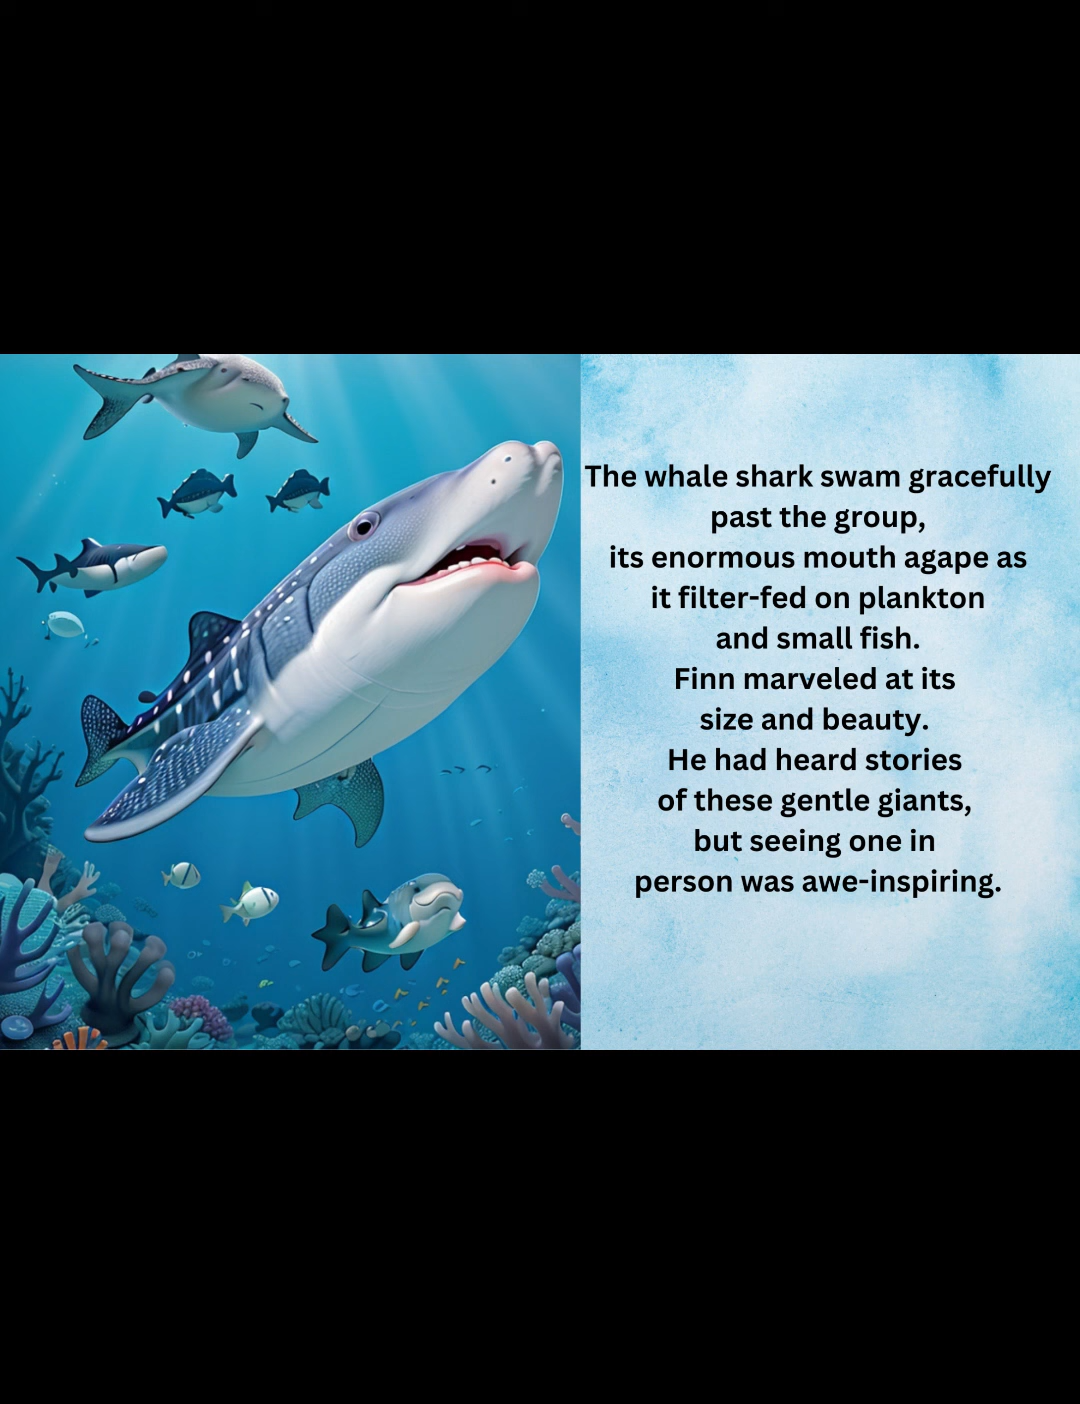 The whale shark swam gracefully
past the group,
its enormous mouth agape as
it filter-fed on plankton
and small fish.
Finn marveled at its
size and beauty.
He had heard stories
of these gentle giants,
but seeing one in
person was awe-inspiring.